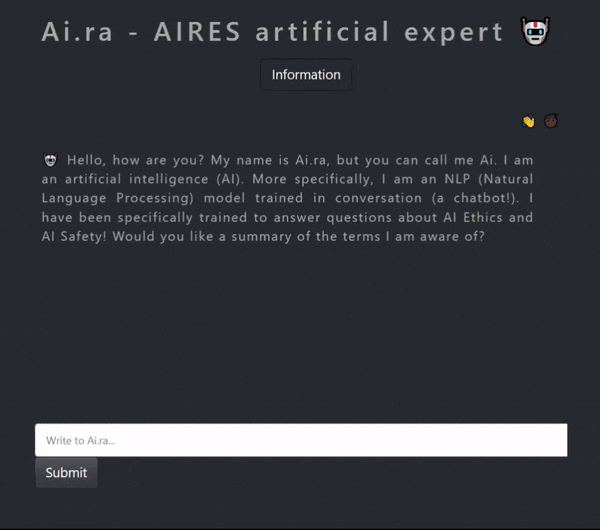 Ai.ra - AIRES artificial expert 🤖
Information
👋 🧑🏿
🤖 Hello, how are you? My name is Ai.ra, but you can call me Ai. I am
an artificial intelligence (AI). More specifically, I am an NLP (Natural
Language Processing) model trained in conversation (a chatbot!). I
have been specifically trained to answer questions about AI Ethics and
AI Safety! Would you like a summary of the terms I am aware of?
Write to Ai.ra...
Submit